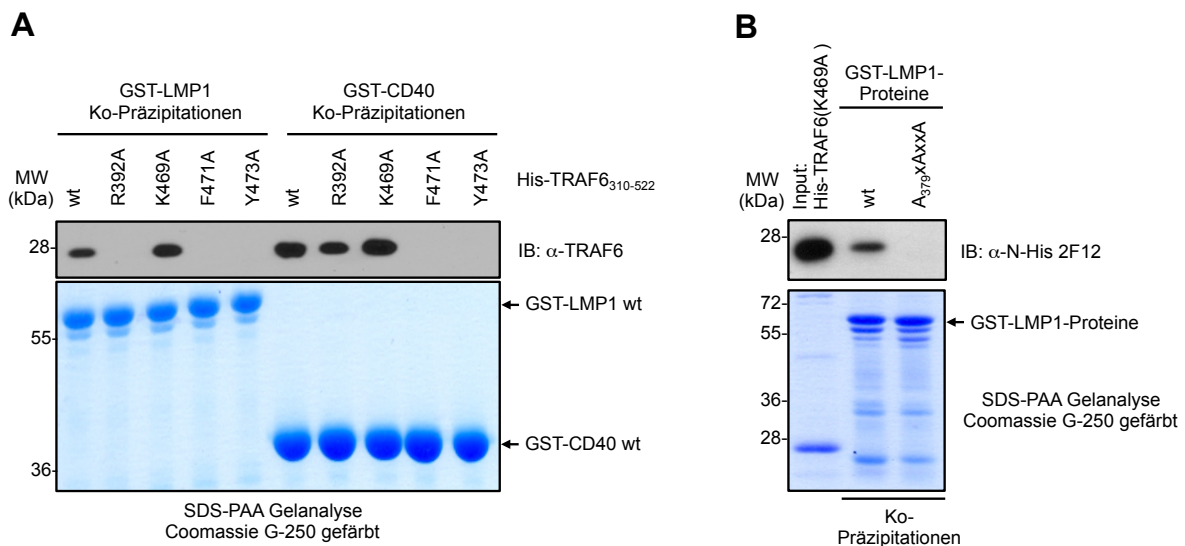 A
GST-LMP1
Ko-Präzipitationen
GST-CD40
Ko-Präzipitationen
MW
(kDa)
wt
R392A
K469A
F471A
Y473A
wt
R392A
K469A
F471A
Y473A
His-TRAF6310-522
28
IB: α-TRAF6
GST-LMP1 wt
55
GST-CD40 wt
36
SDS-PAA Gelanalyse
Coomassie G-250 gefärbt
B
GST-LMP1-
Proteine
MW
(kDa)
Input:
His-TRAF6(K469A )
wt
A379xAxxA
28
IB: α-N-His 2F12
72
55
GST-LMP1-Proteine
36
28
SDS-PAA Gelanalyse
Coomassie G-250 gefärbt
Ko-
Präzipitationen